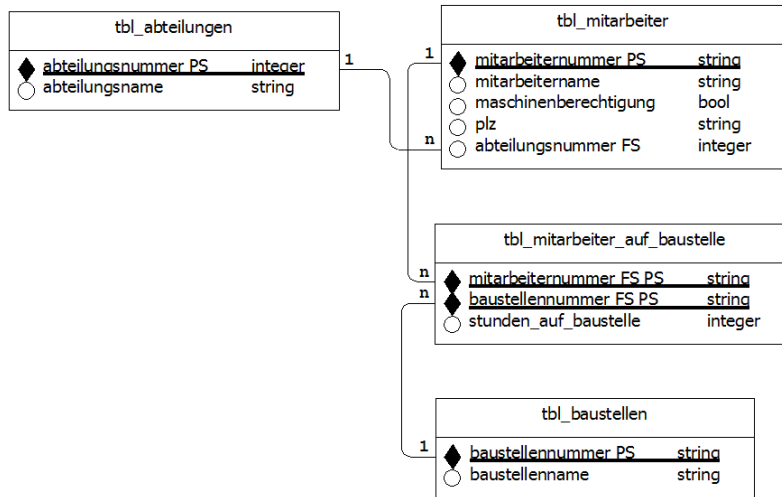 tbl_abteilungen
abteilungsnummer PS integer
abteilungsname string
1
n
tbl_mitarbeiter
1
mitarbeiternummer PS string
mitarbeitername string
maschinenberechtigung bool
plz string
abteilungsnummer FS integer
tbl_mitarbeiter_auf_baustelle
n
mitarbeiternummer FS PS string
n
baustellennummer FS PS string
stunden_auf_baustelle integer
tbl_baustellen
1
baustellennummer PS string
baustellenname string